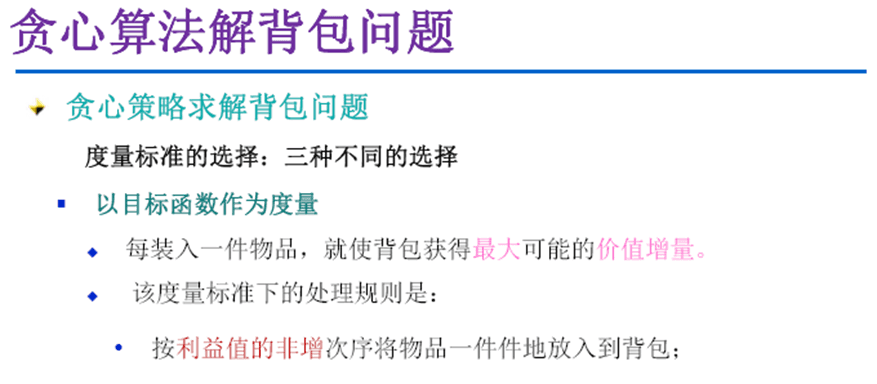 贪心算法解背包问题
贪心策略求解背包问题
度量标准的选择：三种不同的选择
以目标函数作为度量
每装入一件物品，就使背包获得最大可能的价值增量。
该度量标准下的处理规则是：
按利益值的非增次序将物品一件件地放入到背包；